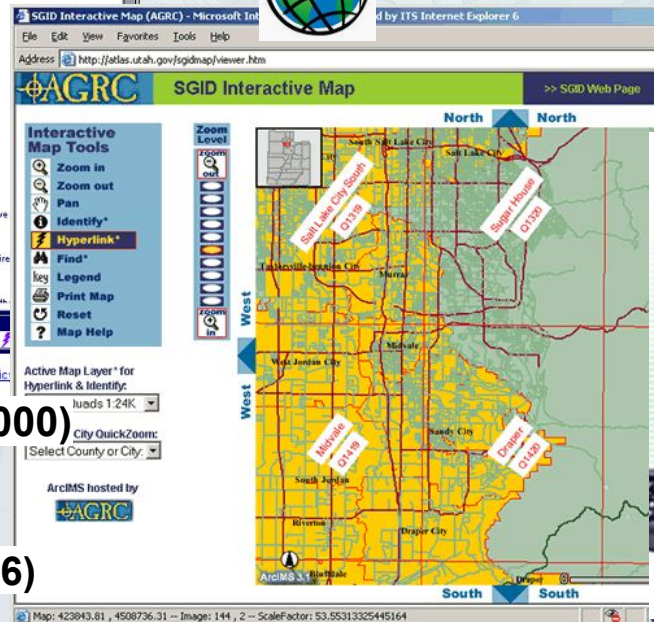 SGID Interactive Map (AGRC) - Microsoft Int d by ITS Internet Explorer 6
File Edit View Favorites Tools Help
Address http://atlas.utah.gov/sgidmap/viewer.htm
AGRC SGID Interactive Map >> SGID Web Page
North North
Interactive
Map Tools
Zoom in
Zoom out
Pan
Identify*
Hyperlink*
Find*
key Legend
Print Map
Reset
? Map Help
Zoom
Level
zoom
out
zoom
in
West
West
South Salt Lake City
Salt Lake City
Salt Lake City South
Q1319
Sugar House
Q1320
Murray
Midvale
West Jordan City
Sandy City
Midvale
Q1419
Draper
Q1420
South Jordan
Riverton
Draper City
Bluffdale
Draper
0
ArcIMS 3.1
South South
Active Map Layer* for
Hyperlink & Identify:
uads 1:24K
000)
City QuickZoom:
Select County or City:
ArcIMS hosted by
AGRC
6)
Map: 423843.81 , 4508736.31 -- Image: 144 , 2 -- ScaleFactor: 53.55313325445164